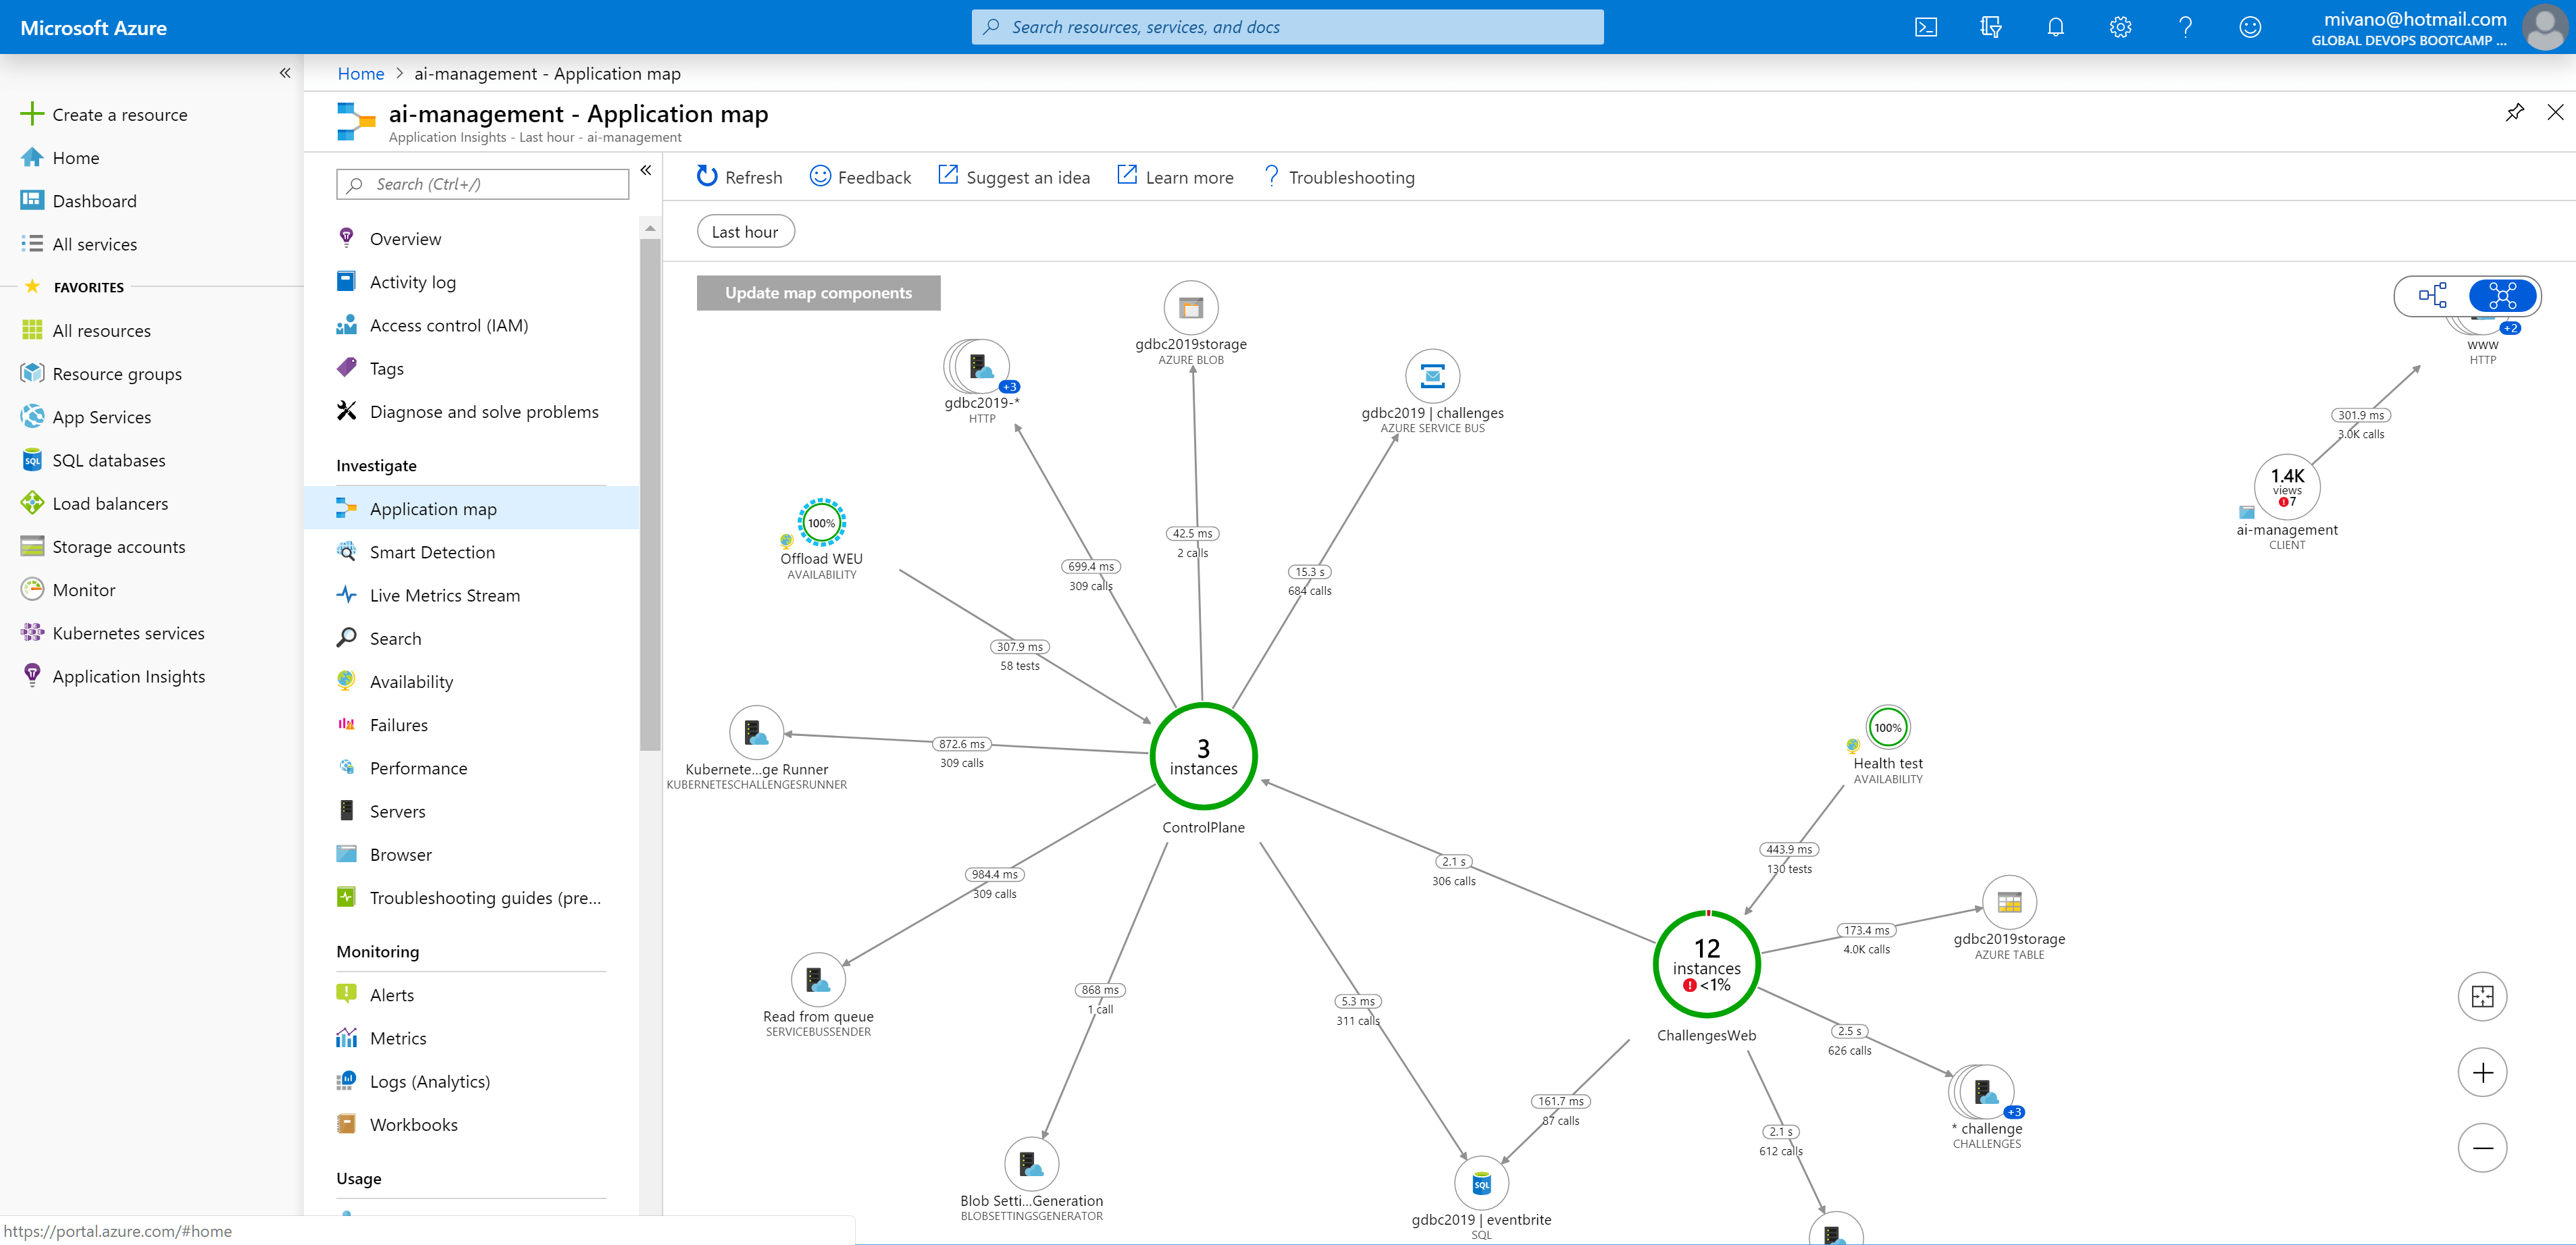 Microsoft Azure
Search resources, services, and docs
mivano@hotmail.com
GLOBAL DEVOPS BOOTCAMP ...
Create a resource
Home
Dashboard
All services
FAVORITES
All resources
Resource groups
App Services
SQL databases
Load balancers
Storage accounts
Monitor
Kubernetes services
Application Insights
https://portal.azure.com/#home
Home > ai-management - Application map
ai-management - Application map
Application Insights - Last hour - ai-management
Search (Ctrl+/)
Overview
Activity log
Access control (IAM)
Tags
Diagnose and solve problems
Investigate
Application map
Smart Detection
Live Metrics Stream
Search
Availability
Failures
Performance
Servers
Browser
Troubleshooting guides (pre...
Monitoring
Alerts
Metrics
Logs (Analytics)
Workbooks
Usage
Refresh
Feedback
Suggest an idea
Learn more
Troubleshooting
Last hour
Update map components
gdbc2019storage
AZURE BLOB
+3
gdbc2019-*
HTTP
gdbc2019 | challenges
AZURE SERVICE BUS
+2
www
HTTP
301.9 ms
3.0K calls
1.4K
views
7
ai-management
CLIENT
100%
Offload WEU
AVAILABILITY
699.4 ms
309 calls
42.5 ms
2 calls
15.3 s
684 calls
307.9 ms
58 tests
Kubernete...ge Runner
KUBERNETESCHALLENGESRUNNER
872.6 ms
309 calls
3
instances
ControlPlane
100%
Health test
AVAILABILITY
443.9 ms
130 tests
2.1 s
306 calls
984.4 ms
309 calls
12
instances
<1%
ChallengesWeb
173.4 ms
4.0K calls
gdbc2019storage
AZURE TABLE
Read from queue
SERVICEBUSSENDER
868 ms
1 call
5.3 ms
311 calls
2.5 s
626 calls
161.7 ms
87 calls
2.1 s
612 calls
+3
* challenge
CHALLENGES
Blob Setti...Generation
BLOBSETTINGSGENERATOR
SQL
gdbc2019 | eventbrite
SQL